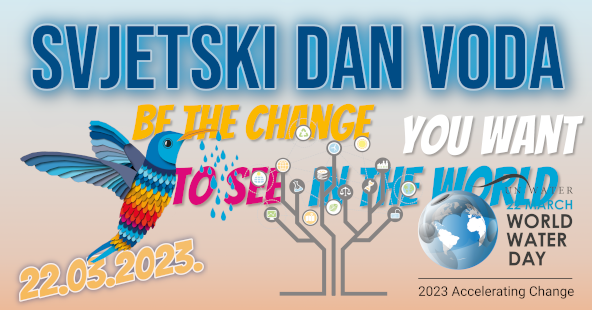 SVJETSKI DAN VODA
BE THE CHANGE
YOU WANT
TO SEE IN THE WORLD
UN WATER
22 MARCH
WORLD
WATER
DAY
22.03.2023.
2023 Accelerating Change